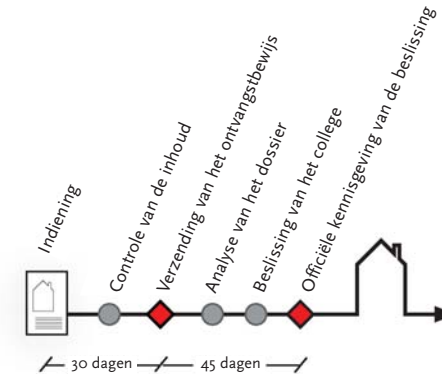 Indiening
Controle van de inhoud
Verzending van het ontvangstbewijs
Analyse van het dossier
Beslissing van het college
Officiële kennisgeving van de beslissing
30 dagen
45 dagen